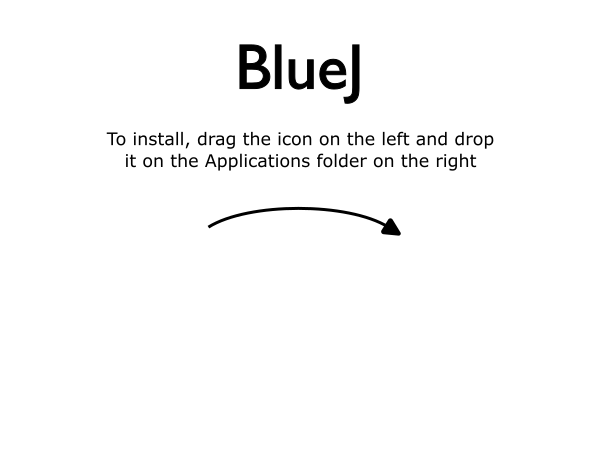 BlueJ
To install, drag the icon on the left and drop
it on the Applications folder on the right